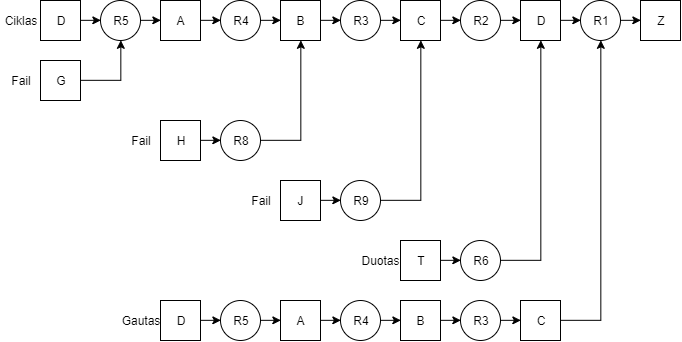 Ciklas D R5 A R4 B R3 C R2 D R1 Z
Fail G
Fail H R8
Fail J R9
Duotas T R6
Gautas D R5 A R4 B R3 C